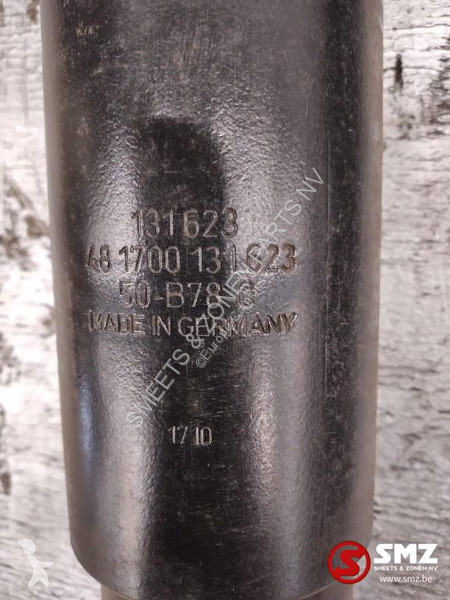 131623
48 1700 131 623
50-B78-
MADE IN GERMANY
1710
SMEETS & ZONEN PARTS NV
SMZ
SMEETS & ZONEN NV
www.smz.be